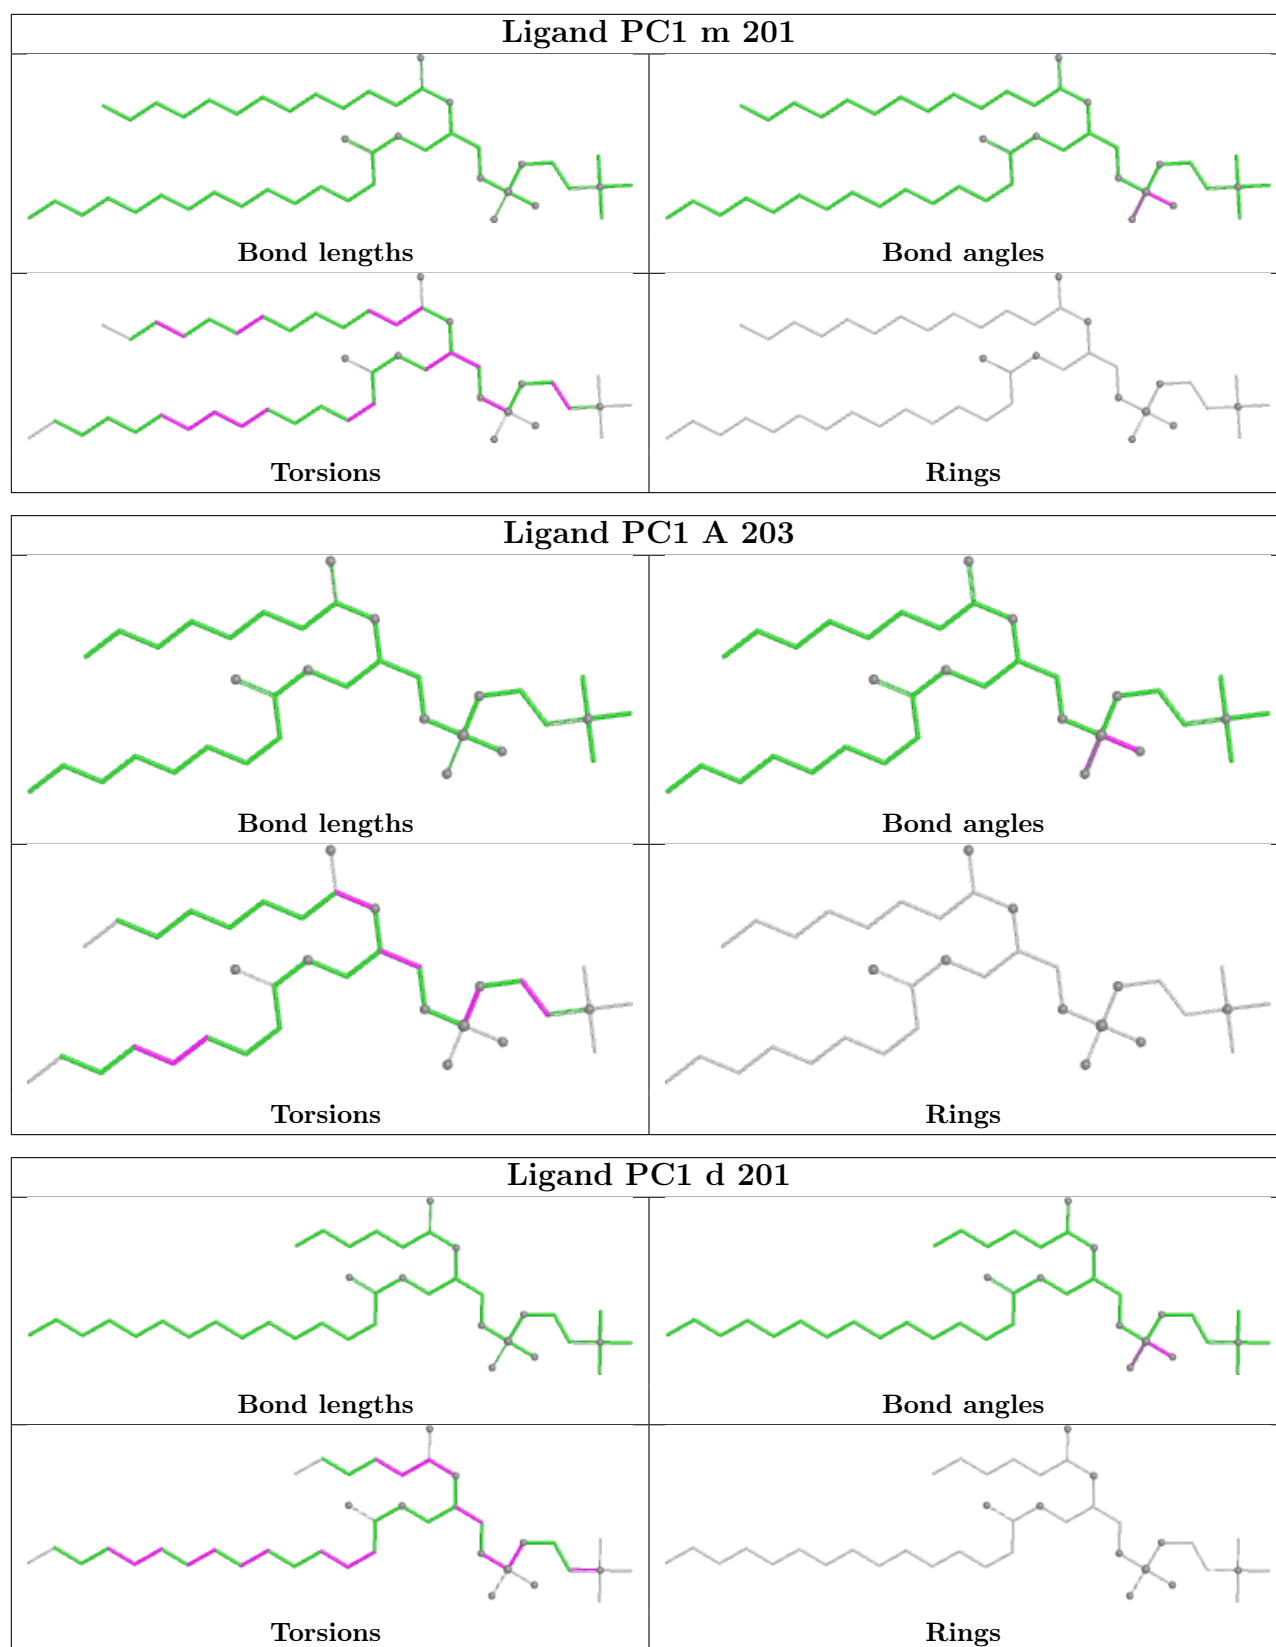 Ligand PC1 m 201
Bond lengths
Bond angles
Torsions
Rings
Ligand PC1 A 203
Bond lengths
Bond angles
Torsions
Rings
Ligand PC1 d 201
Bond lengths
Bond angles
Torsions
Rings